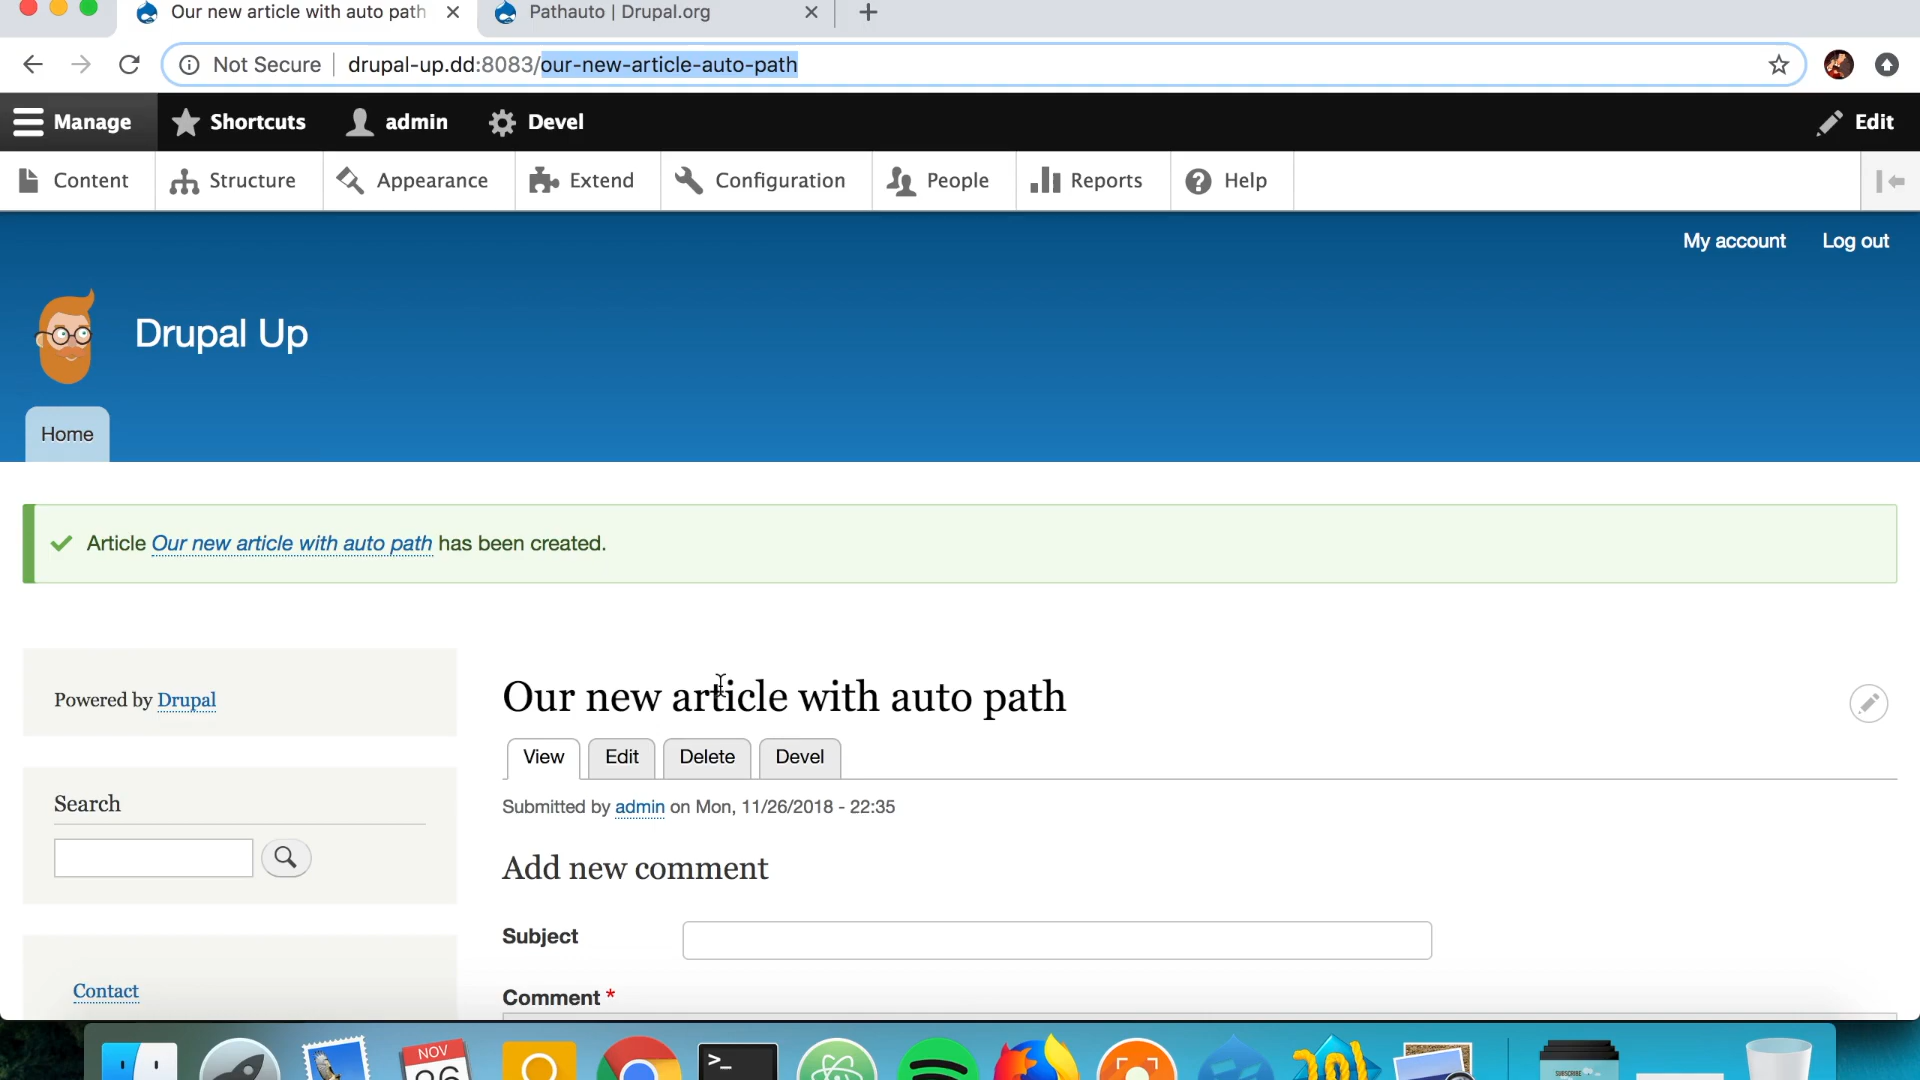 Our new article with auto path
Pathauto | Drupal.org
Not Secure
drupal-up.dd:8083/our-new-article-auto-path
Manage
Shortcuts
admin
Devel
Edit
Content
Structure
Appearance
Extend
Configuration
People
Reports
Help
My account
Log out
Drupal Up
Home
Article Our new article with auto path has been created.
Powered by Drupal
Search
Contact
Our new article with auto path
View
Edit
Delete
Devel
Submitted by admin on Mon, 11/26/2018 - 22:35
Add new comment
Subject
Comment *
NOV
26
>_
101
SUBSCRIBE